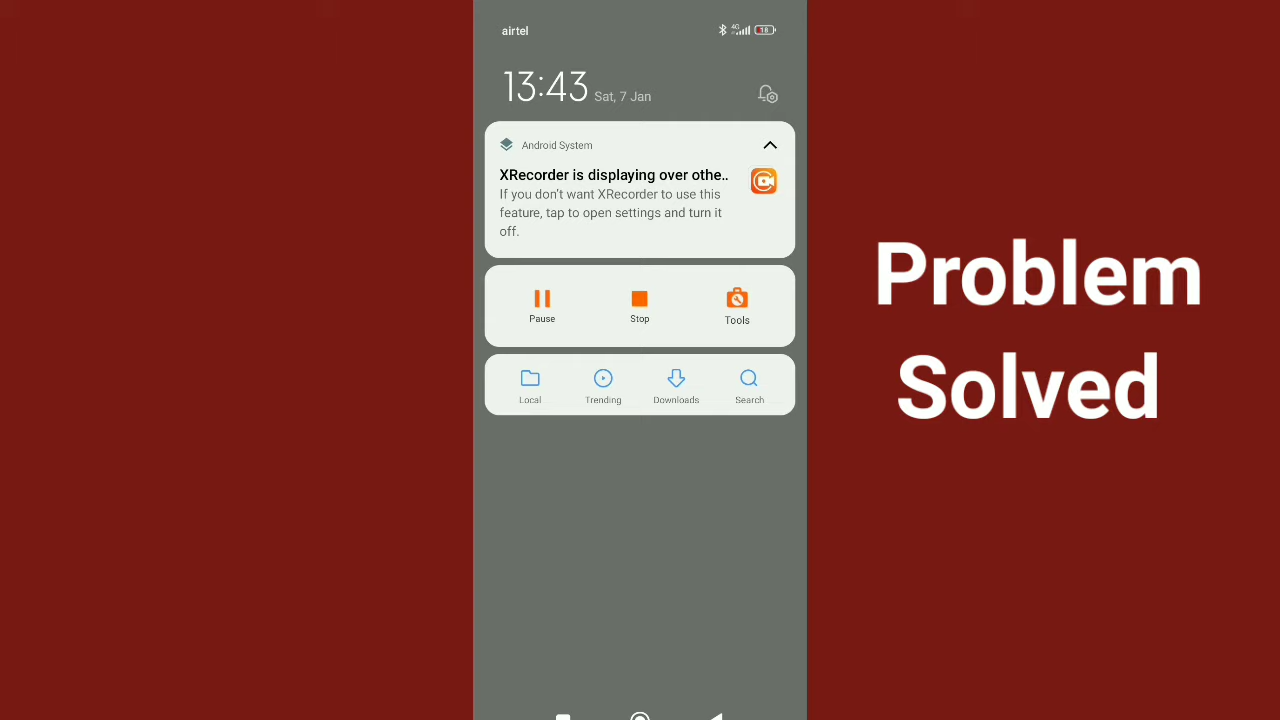 airtel
4G 18
13:43 Sat, 7 Jan
Android System
XRecorder is displaying over othe..
If you don't want XRecorder to use this
feature, tap to open settings and turn it
off.
Pause Stop Tools
Local Trending Downloads Search
Problem
Solved